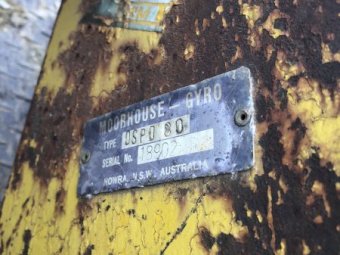 MOORHOUSE - GYRO
TYPE USPO 80
SERIAL No.
NOWRA, N.S.W. AUSTRALIA